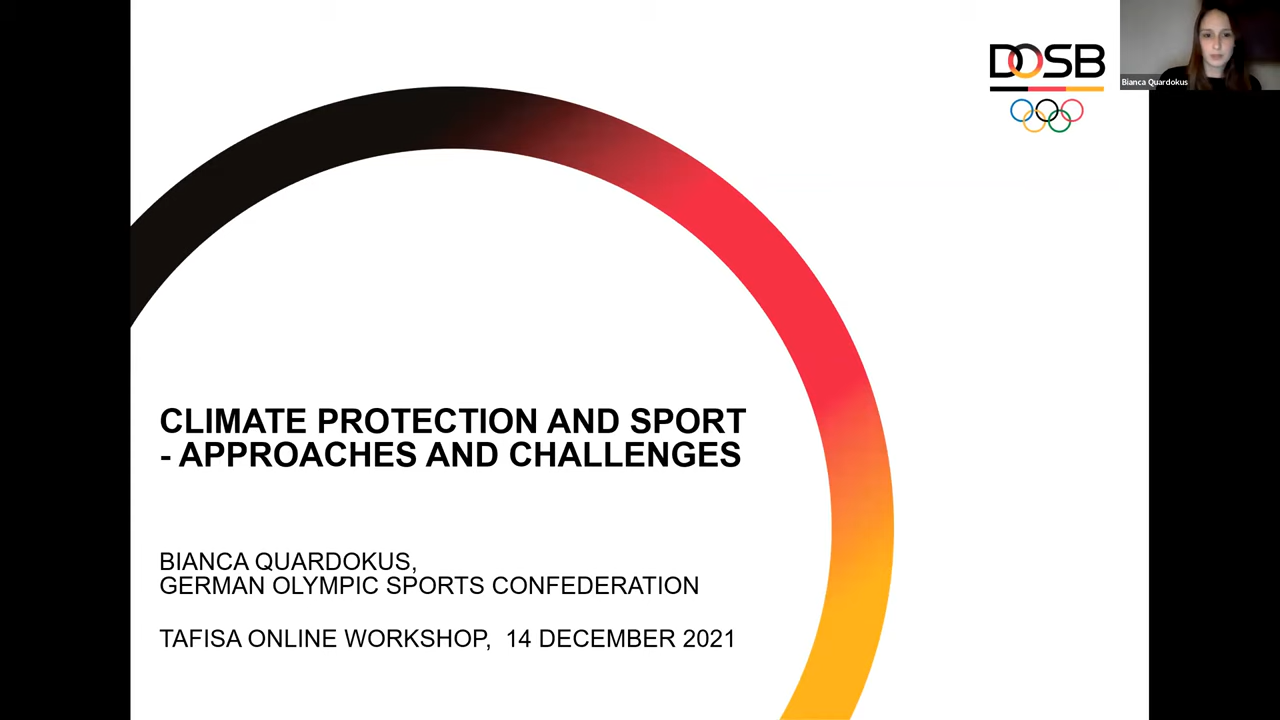 DOSB
Bianca Quardokus
CLIMATE PROTECTION AND SPORT
- APPROACHES AND CHALLENGES
BIANCA QUARDOKUS,
GERMAN OLYMPIC SPORTS CONFEDERATION
TAFISA ONLINE WORKSHOP, 14 DECEMBER 2021